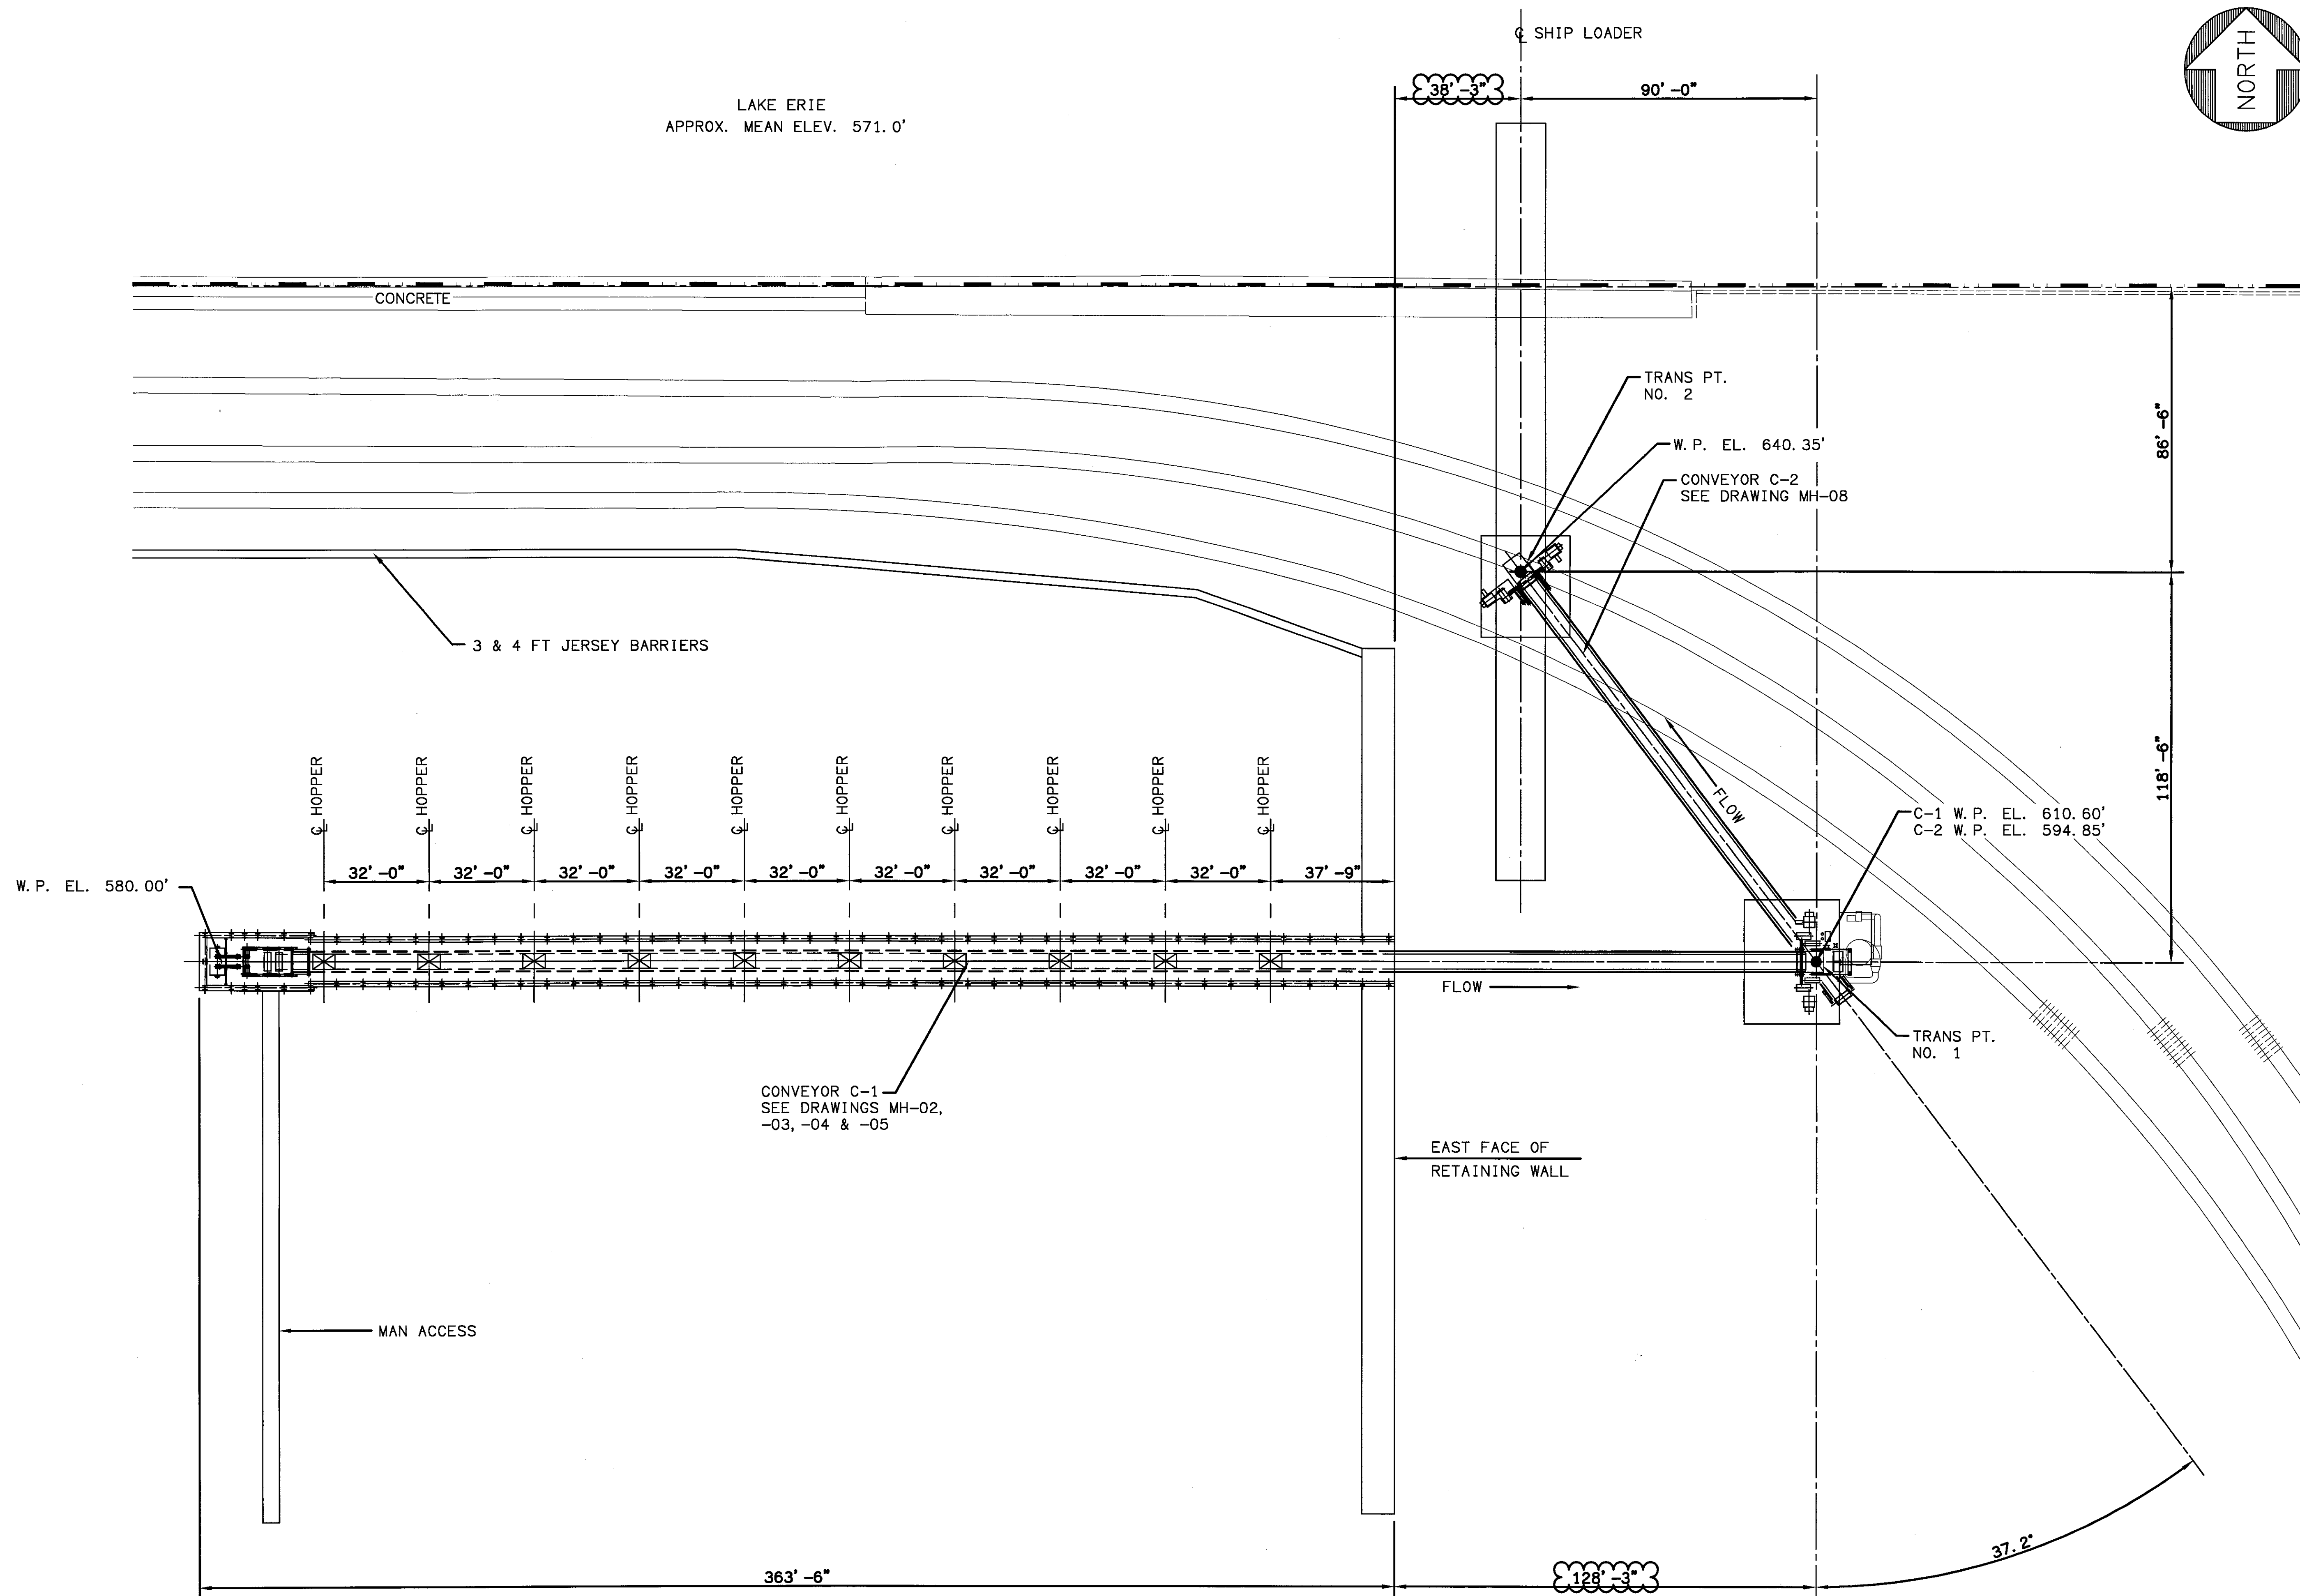 ℄ SHIP LOADER
NORTH
38'-3"
90'-0"
LAKE ERIE
APPROX. MEAN ELEV. 571.0'
CONCRETE
TRANS PT.
NO. 2
W.P. EL. 640.35'
CONVEYOR C-2
SEE DRAWING MH-08
86'-6"
3 & 4 FT JERSEY BARRIERS
118'-6"
FLOW
C-1 W.P. EL. 610.60'
C-2 W.P. EL. 594.85'
℄ HOPPER
℄ HOPPER
℄ HOPPER
℄ HOPPER
℄ HOPPER
℄ HOPPER
℄ HOPPER
℄ HOPPER
℄ HOPPER
℄ HOPPER
32'-0"
32'-0"
32'-0"
32'-0"
32'-0"
32'-0"
32'-0"
32'-0"
32'-0"
37'-9"
W.P. EL. 580.00'
FLOW
TRANS PT.
NO. 1
CONVEYOR C-1
SEE DRAWINGS MH-02,
-03, -04 & -05
EAST FACE OF
RETAINING WALL
MAN ACCESS
37.2°
363'-6"
128'-3"